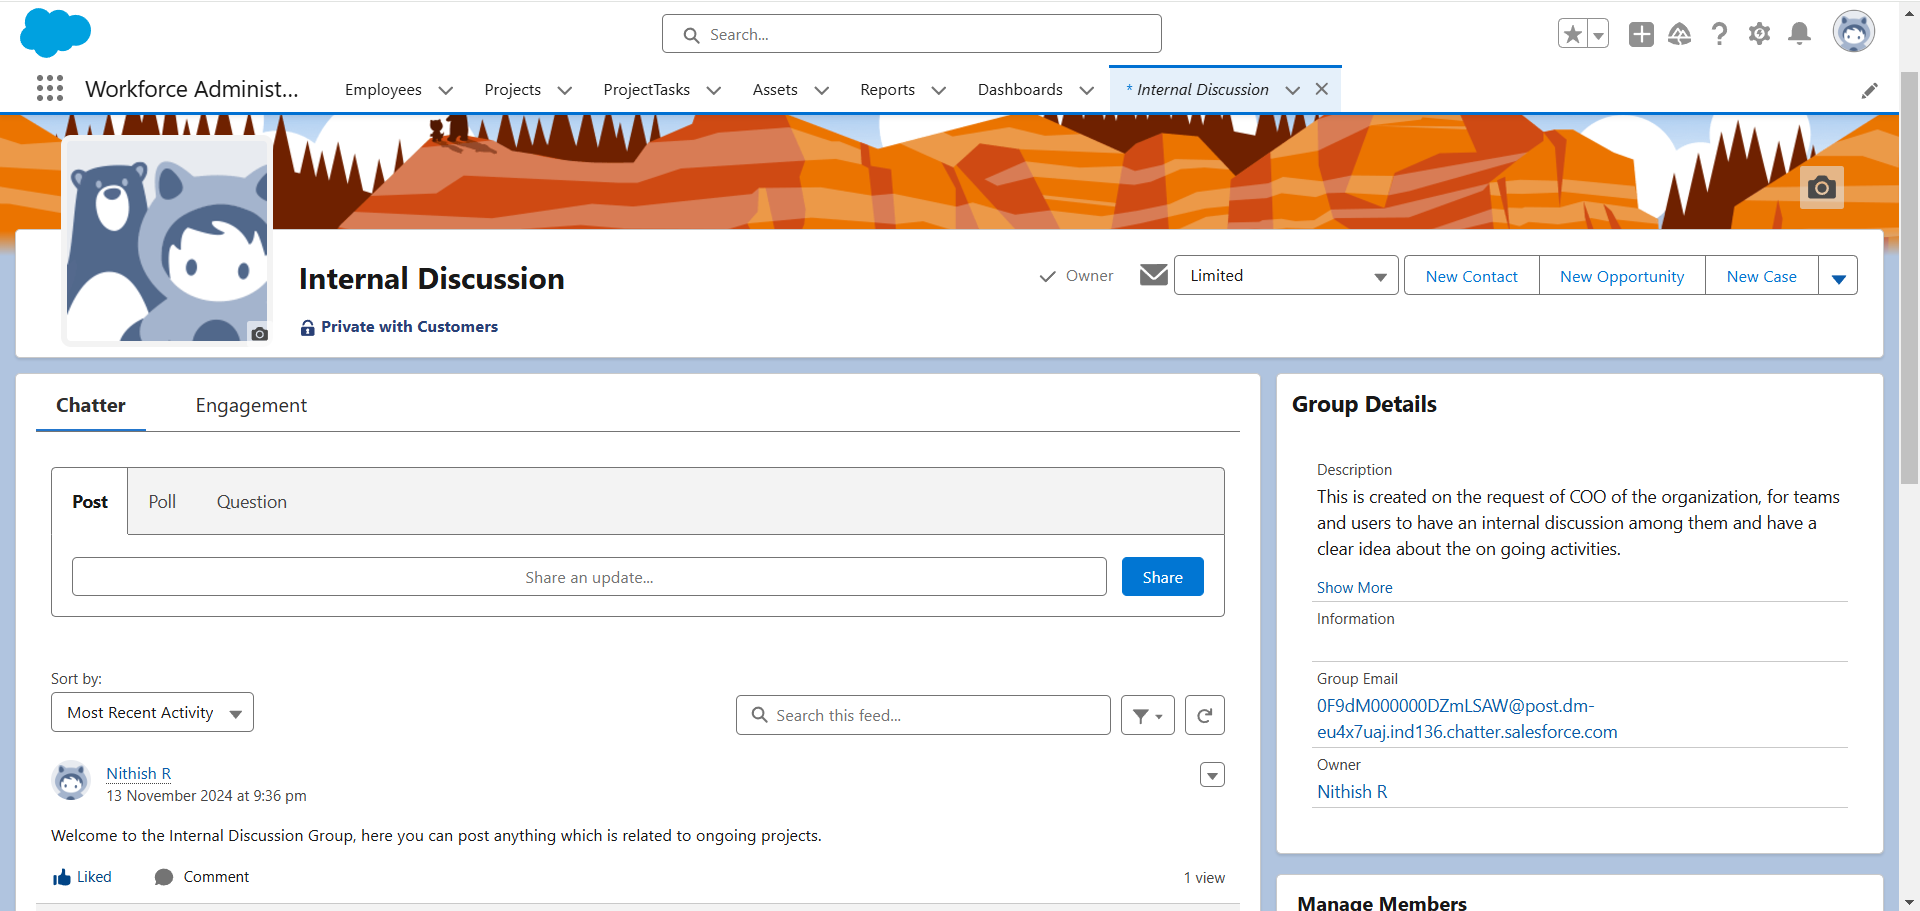 Search...
Workforce Administ...
Employees
Projects
ProjectTasks
Assets
Reports
Dashboards
* Internal Discussion
Internal Discussion
Private with Customers
Owner
Limited
New Contact
New Opportunity
New Case
Chatter
Engagement
Post
Poll
Question
Share an update...
Share
Sort by:
Most Recent Activity
Search this feed...
Nithish R
13 November 2024 at 9:36 pm
Welcome to the Internal Discussion Group, here you can post anything which is related to ongoing projects.
Liked
Comment
1 view
Group Details
Description
This is created on the request of COO of the organization, for teams
and users to have an internal discussion among them and have a
clear idea about the on going activities.
Show More
Information
Group Email
0F9dM000000DZmLSAW@post.dm-
eu4x7uaj.ind136.chatter.salesforce.com
Owner
Nithish R
Manage Members